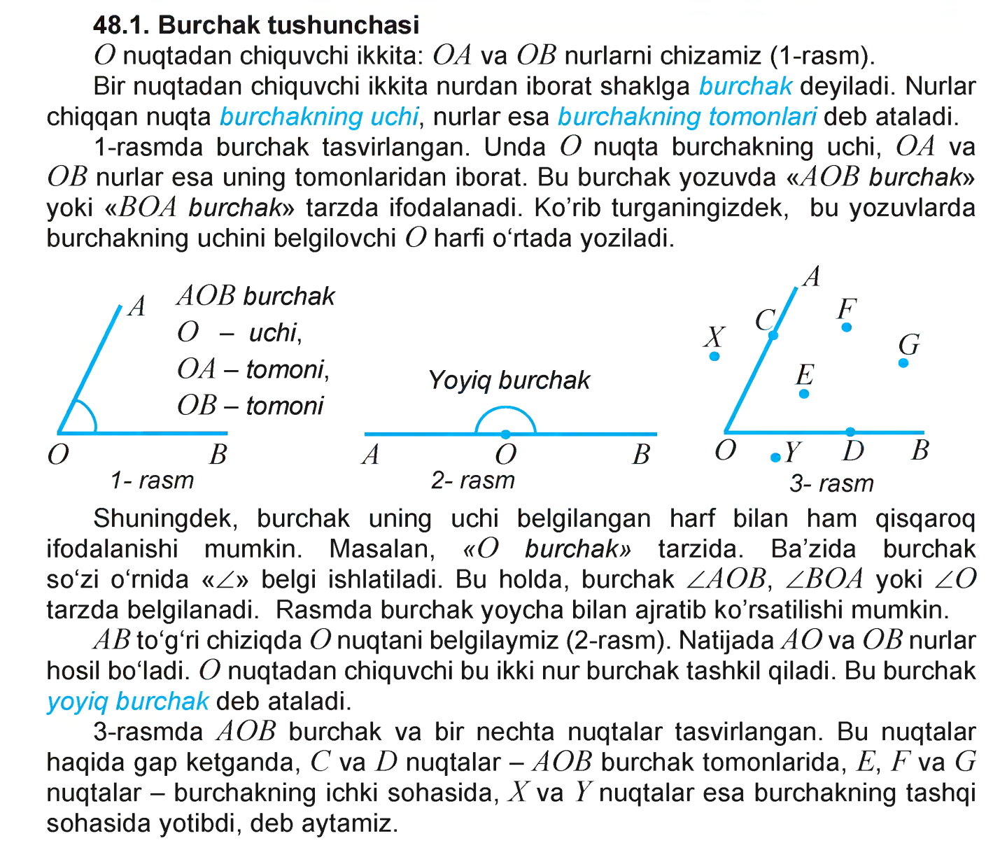 48.1. Burchak tushunchasi
O nuqtadan chiquvchi ikkita: OA va OB nurlarni chizamiz (1-rasm).
Bir nuqtadan chiquvchi ikkita nurdan iborat shaklga burchak deyiladi. Nurlar
chiqqan nuqta burchakning uchi, nurlar esa burchakning tomonlari deb ataladi.
1-rasmda burchak tasvirlangan. Unda O nuqta burchakning uchi, OA va
OB nurlar esa uning tomonlaridan iborat. Bu burchak yozuvda «AOB burchak»
yoki «BOA burchak» tarzda ifodalanadi. Ko’rib turganingizdek, bu yozuvlarda
burchakning uchini belgilovchi O harfi o‘rtada yoziladi.
A
AOB burchak
O – uchi,
OA – tomoni,
OB – tomoni
O
B
1- rasm
Yoyiq burchak
A
O
B
2- rasm
A
C
F
X
G
E
O
Y
D
B
3- rasm
Shuningdek, burchak uning uchi belgilangan harf bilan ham qisqaroq
ifodalanishi mumkin. Masalan, «O burchak» tarzida. Ba’zida burchak
so‘zi o‘rnida «∠» belgi ishlatiladi. Bu holda, burchak ∠AOB, ∠BOA yoki ∠O
tarzda belgilanadi. Rasmda burchak yoycha bilan ajratib ko’rsatilishi mumkin.
AB to‘g‘ri chiziqda O nuqtani belgilaymiz (2-rasm). Natijada AO va OB nurlar
hosil bo‘ladi. O nuqtadan chiquvchi bu ikki nur burchak tashkil qiladi. Bu burchak
yoyiq burchak deb ataladi.
3-rasmda AOB burchak va bir nechta nuqtalar tasvirlangan. Bu nuqtalar
haqida gap ketganda, C va D nuqtalar – AOB burchak tomonlarida, E, F va G
nuqtalar – burchakning ichki sohasida, X va Y nuqtalar esa burchakning tashqi
sohasida yotibdi, deb aytamiz.